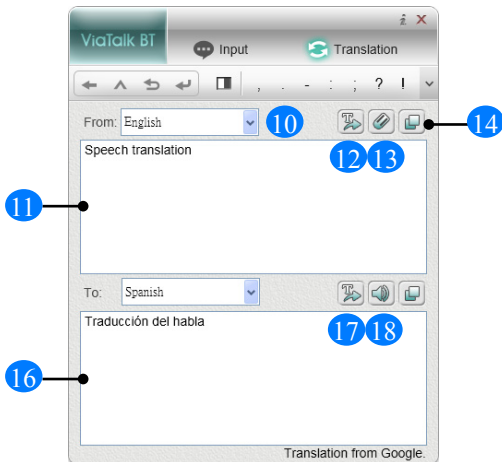 i X
ViaTalk BT
Input
Translation
, . - : ; ? !
From: English
10
14
Speech translation
12 13
11
To: Spanish
Traducción del habla
17 18
16
Translation from Google.